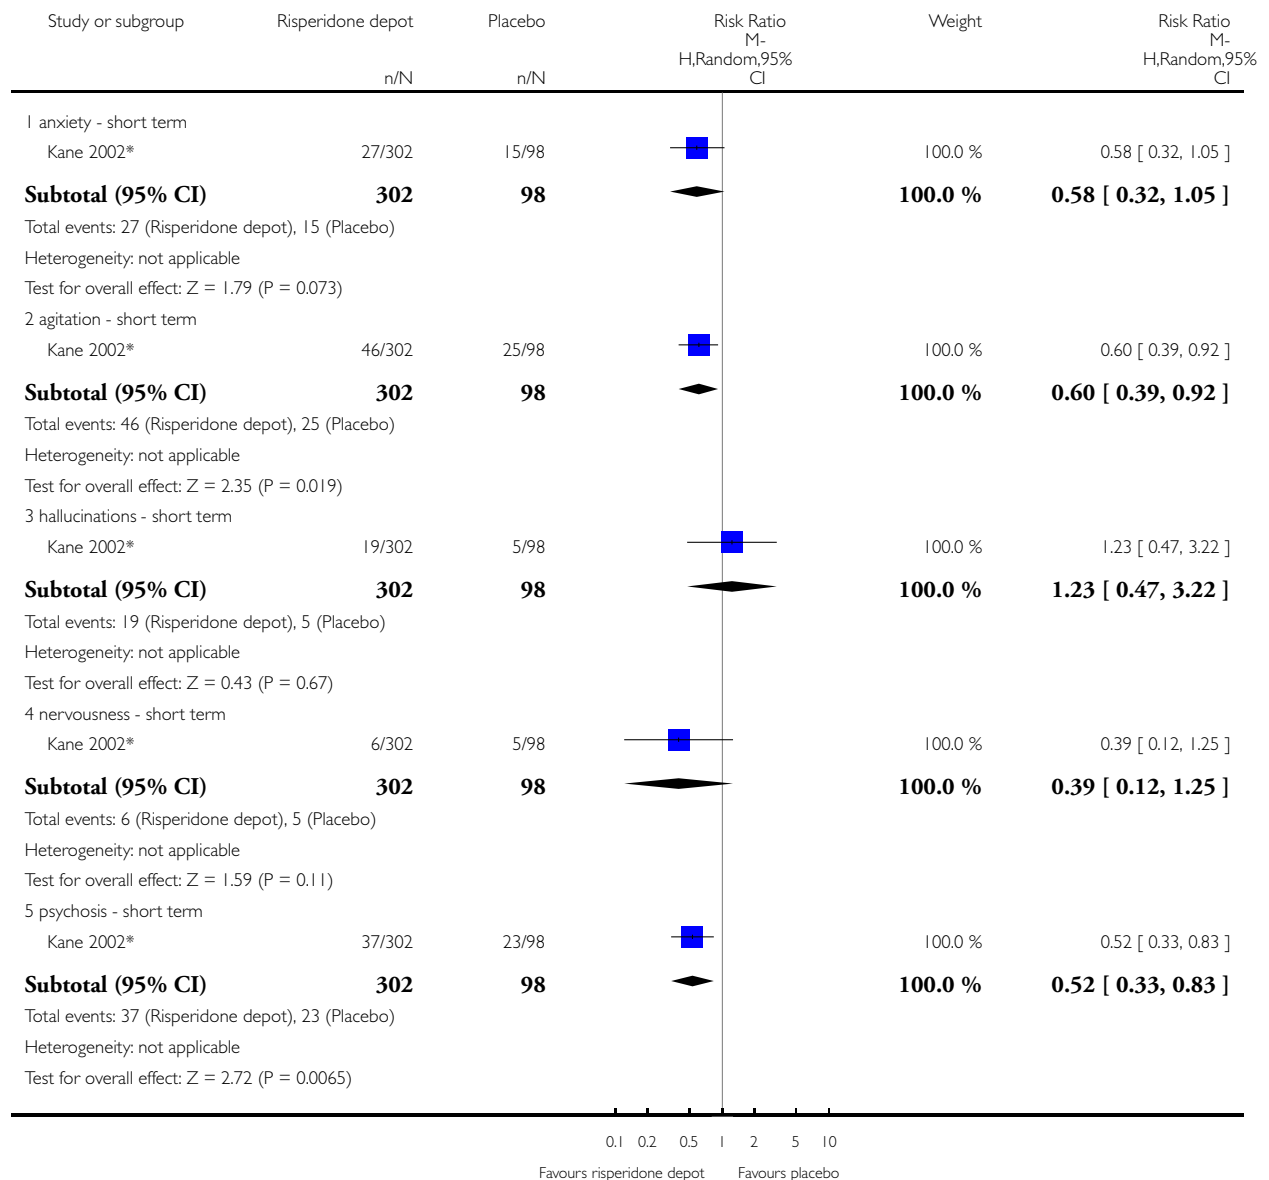 Study or subgroup Risperidone depot Placebo Risk Ratio Weight Risk Ratio
M- M-
H,Random,95% H,Random,95%
n/N n/N CI CI
1 anxiety - short term
Kane 2002* 27/302 15/98 100.0 % 0.58 [ 0.32, 1.05 ]
Subtotal (95% CI) 302 98 100.0 % 0.58 [ 0.32, 1.05 ]
Total events: 27 (Risperidone depot), 15 (Placebo)
Heterogeneity: not applicable
Test for overall effect: Z = 1.79 (P = 0.073)
2 agitation - short term
Kane 2002* 46/302 25/98 100.0 % 0.60 [ 0.39, 0.92 ]
Subtotal (95% CI) 302 98 100.0 % 0.60 [ 0.39, 0.92 ]
Total events: 46 (Risperidone depot), 25 (Placebo)
Heterogeneity: not applicable
Test for overall effect: Z = 2.35 (P = 0.019)
3 hallucinations - short term
Kane 2002* 19/302 5/98 100.0 % 1.23 [ 0.47, 3.22 ]
Subtotal (95% CI) 302 98 100.0 % 1.23 [ 0.47, 3.22 ]
Total events: 19 (Risperidone depot), 5 (Placebo)
Heterogeneity: not applicable
Test for overall effect: Z = 0.43 (P = 0.67)
4 nervousness - short term
Kane 2002* 6/302 5/98 100.0 % 0.39 [ 0.12, 1.25 ]
Subtotal (95% CI) 302 98 100.0 % 0.39 [ 0.12, 1.25 ]
Total events: 6 (Risperidone depot), 5 (Placebo)
Heterogeneity: not applicable
Test for overall effect: Z = 1.59 (P = 0.11)
5 psychosis - short term
Kane 2002* 37/302 23/98 100.0 % 0.52 [ 0.33, 0.83 ]
Subtotal (95% CI) 302 98 100.0 % 0.52 [ 0.33, 0.83 ]
Total events: 37 (Risperidone depot), 23 (Placebo)
Heterogeneity: not applicable
Test for overall effect: Z = 2.72 (P = 0.0065)
0.1 0.2 0.5 1 2 5 10
Favours risperidone depot Favours placebo